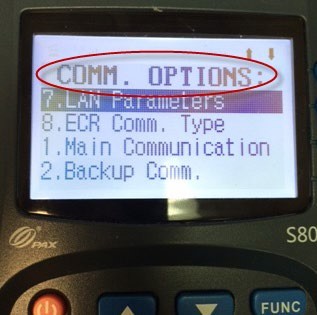 COMM. OPTIONS:
7.LAN Parameters
8.ECR Comm. Type
1.Main Communication
2.Backup Comm.
PAX
S80
FUNC